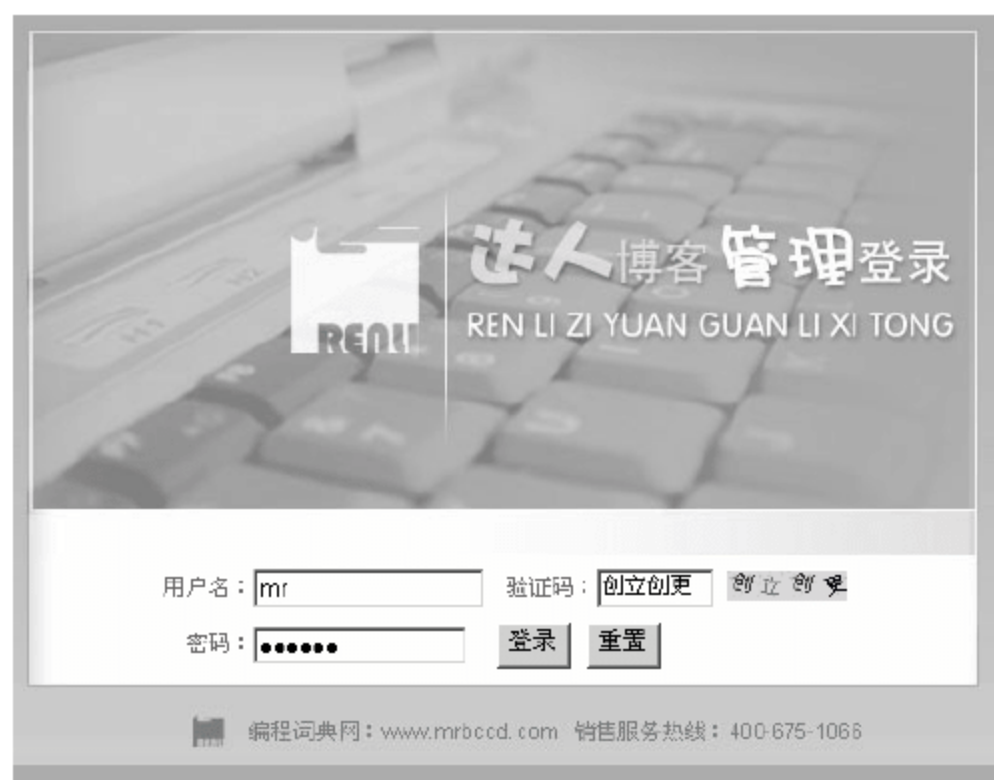 达人博客管理登录
RENLI
REN LI ZI YUAN GUAN LI XI TONG
用户名：mr 验证码：创立创更 创立创更
密码：●●●●●● 登录 重置
编程词典网：www.mrbccd.com 销售服务热线：400-675-1066